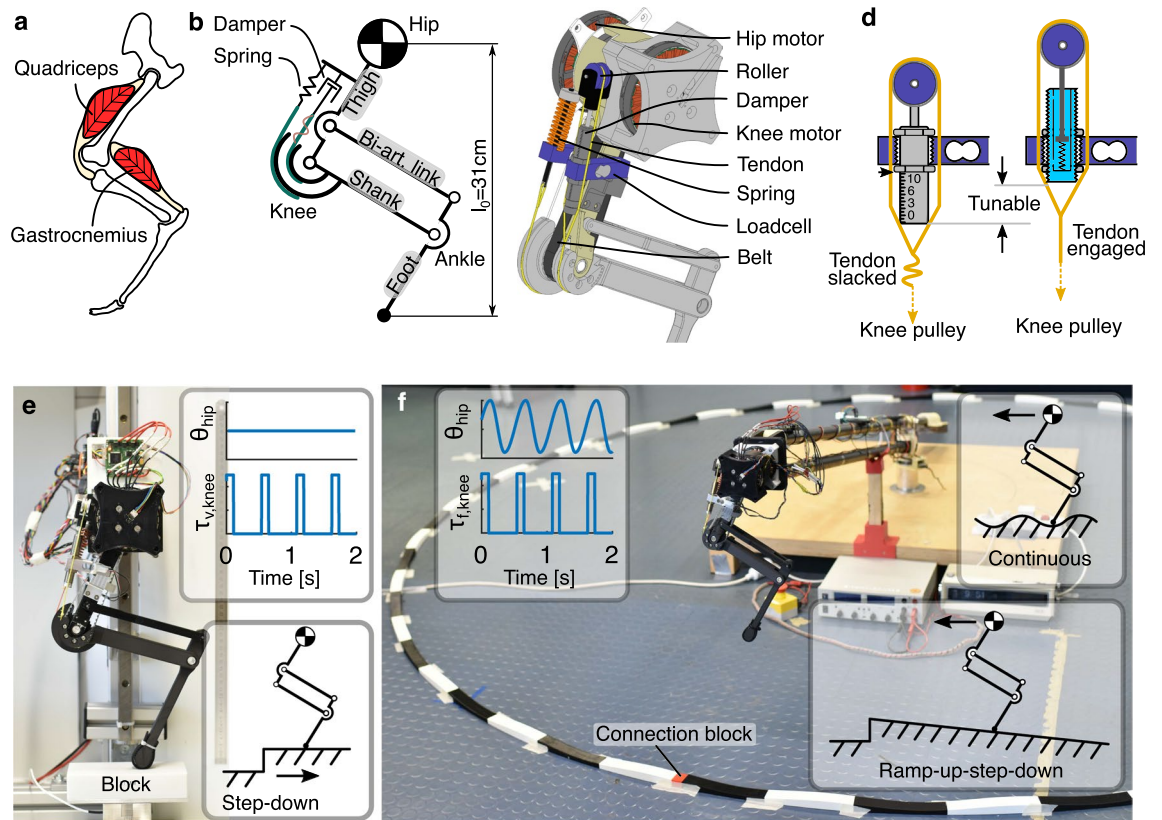 a
Quadriceps
Gastrocnemius
b
Damper
Spring
Hip
Thigh
Bi-art. link
Shank
Knee
Ankle
Foot
l0=31cm
Hip motor
Roller
Damper
Knee motor
Tendon
Spring
Loadcell
Belt
d
10
6
3
0
Tunable
Tendon
slacked
Tendon
engaged
Knee pulley
Knee pulley
e
θhip
τv,knee
0
1
2
Time [s]
Block
Step-down
f
θhip
τf,knee
0
1
2
Time [s]
Continuous
Connection block
Ramp-up-step-down